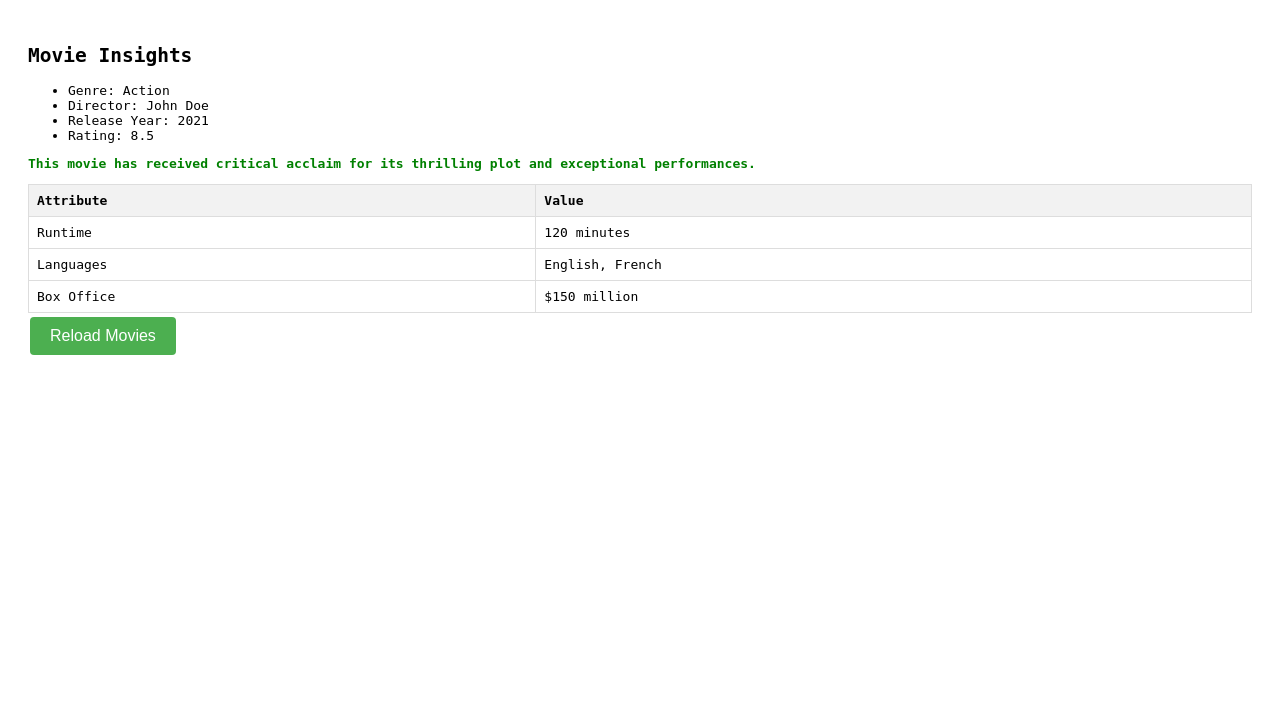 Movie Insights
Genre: Action
Director: John Doe
Release Year: 2021
Rating: 8.5
This movie has received critical acclaim for its thrilling plot and exceptional performances.
Attribute Value
Runtime 120 minutes
Languages English, French
Box Office $150 million
Reload Movies